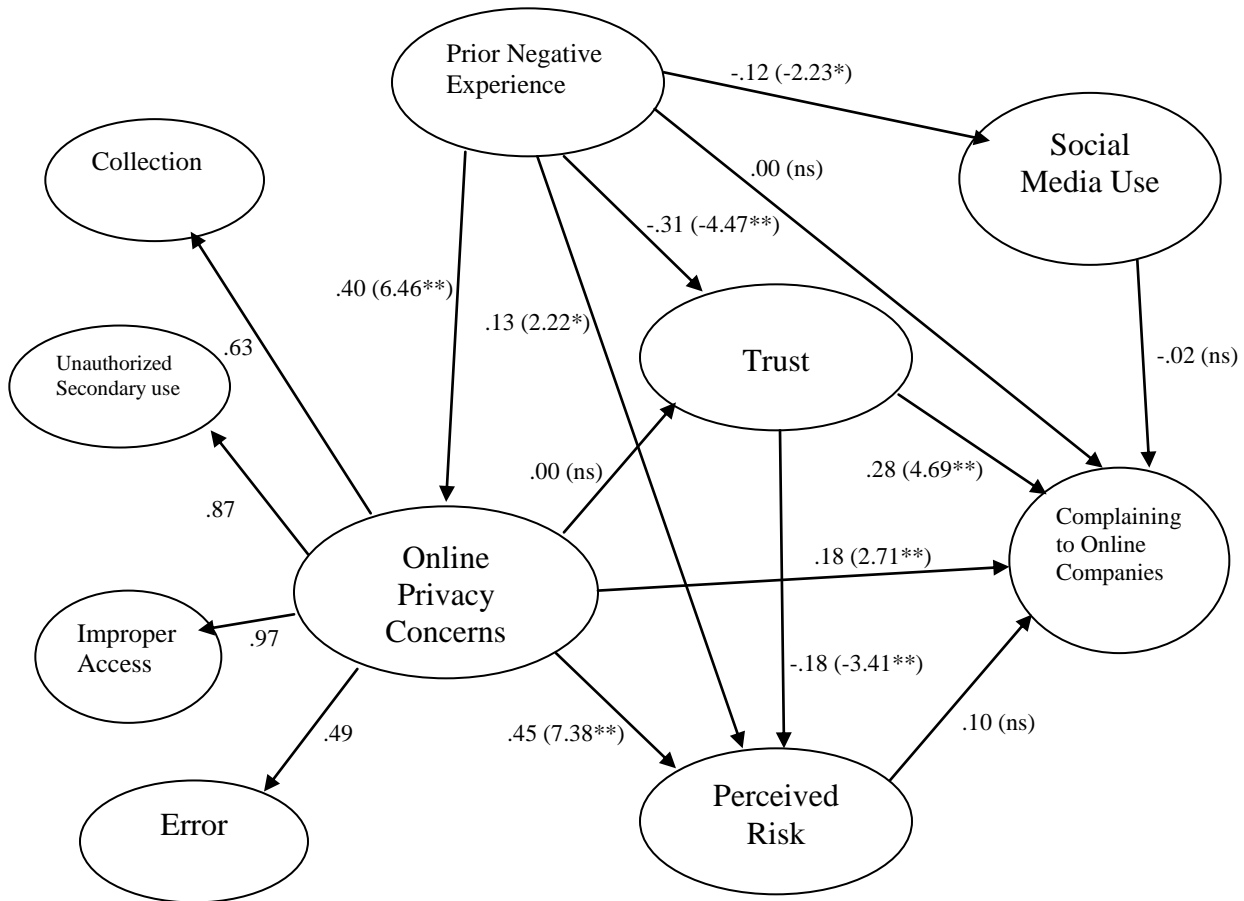 Prior Negative
Experience
-.12 (-2.23*)
Collection
Social
Media Use
.00 (ns)
-.31 (-4.47**)
.40 (6.46**)
.13 (2.22*)
.63
Trust
-.02 (ns)
Unauthorized
Secondary use
.00 (ns)
.28 (4.69**)
.87
Complaining
to Online
Companies
Online
Privacy
Concerns
.18 (2.71**)
Improper
Access
.97
-.18 (-3.41**)
.49
.45 (7.38**)
.10 (ns)
Error
Perceived
Risk